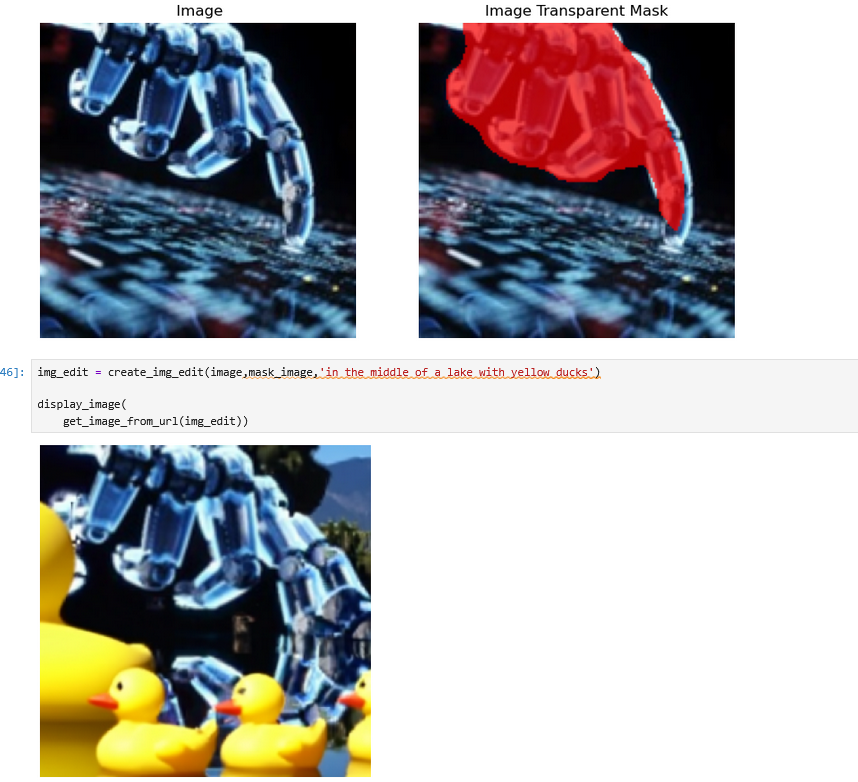 Image
Image Transparent Mask
46]:
img_edit = create_img_edit(image,mask_image,'in the middle of a lake with yellow ducks')
display_image(
get_image_from_url(img_edit))